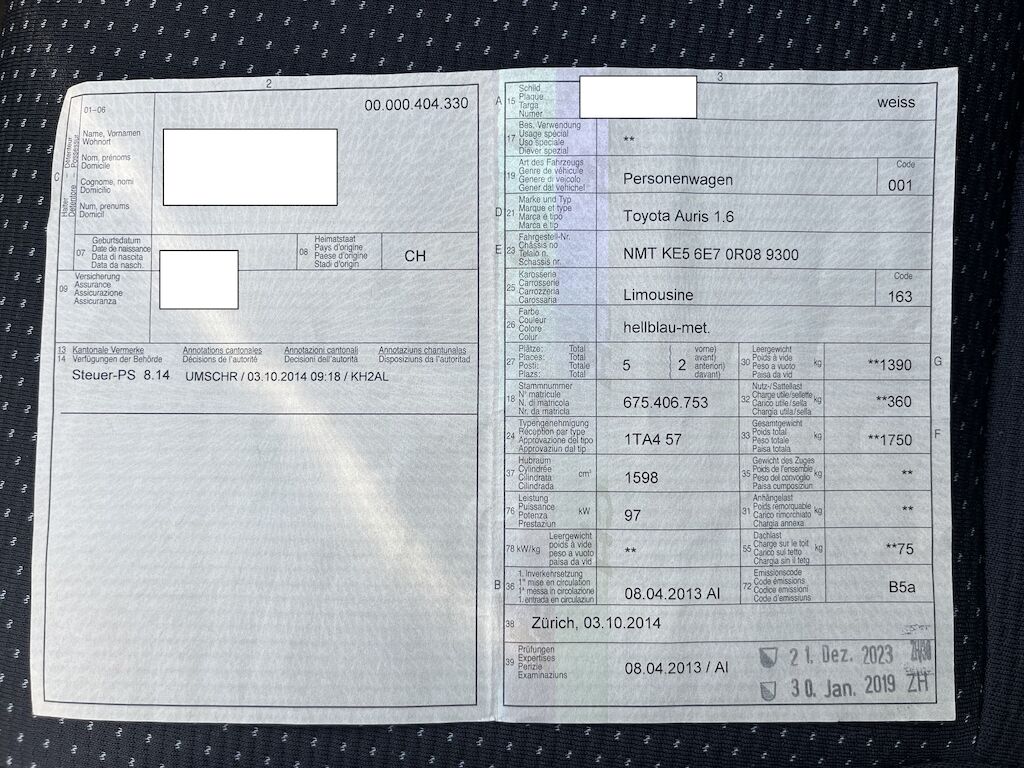 2
01–06
00.000.404.330
C
Halter
Détenteur
Detentore
Possessur
Name, Vornamen
Wohnort
Nom, prénoms
Domicile
Cognome, nomi
Domicilio
Num, prenums
Domicil
07
Geburtsdatum
Date de naissance
Data di nascita
Data da nasch.
08
Heimatstaat
Pays d'origine
Paese d'origine
Stadi d'origin
CH
09
Versicherung
Assurance
Assicurazione
Assicuranza
13 Kantonale Vermerke Annotations cantonales Annotazioni cantonali Annotaziuns chantunalas
14 Verfügungen der Behörde Décisions de l'autorité Decisioni dell'autorità Disposiziuns da l'autoritad
Steuer-PS 8.14 UMSCHR / 03.10.2014 09:18 / KH2AL
3
A 15
Schild
Plaque
Targa
Numer
weiss
17
Bes. Verwendung
Usage spécial
Uso speciale
Diever spezial
**
19
Art des Fahrzeugs
Genre de véhicule
Genere di veicolo
Gener dal vehichel
Personenwagen
Code
001
D 21
Marke und Typ
Marque et type
Marca e tipo
Marca e tip
Toyota Auris 1.6
E 23
Fahrgestell-Nr.
Châssis no
Telaio n.
Schassis nr.
NMT KE5 6E7 0R08 9300
25
Karosserie
Carrosserie
Carrozzeria
Carossaria
Limousine
Code
163
26
Farbe
Couleur
Colore
Colur
hellblau-met.
27
Plätze: Total
Places: Total
Posti: Totale
Plazs: Total
5
( 2
vorne)
avant)
anteriori)
davant)
30
Leergewicht
Poids à vide
Peso a vuoto
Paisa da vid
kg
**1390
G
18
Stammnummer
N° matricule
N. di matricola
Nr. da matricla
675.406.753
32
Nutz-/Sattellast
Charge utile/sellette
Carico utile/sella
Chargia utila/sella
kg
**360
24
Typengenehmigung
Réception par type
Approvazione del tipo
Approvaziun dal tip
1TA4 57
33
Gesamtgewicht
Poids total
Peso totale
Paisa totala
kg
**1750
F
37
Hubraum
Cylindrée
Cilindrata
Cilindrada
cm³
1598
35
Gewicht des Zuges
Poids de l'ensemble
Peso del convoglio
Paisa cumposiziun
kg
**
76
Leistung
Puissance
Potenza
Prestaziun
kW
97
31
Anhängelast
Poids remorquable
Carico rimorchiato
Chargia annexa
kg
**
78 kW/kg
Leergewicht
poids à vide
peso a vuoto
paisa da vid
**
55
Dachlast
Charge sur le toit
Carico sul tetto
Chargia sin il tetg
kg
**75
B 36
1. Inverkehrsetzung
1re mise en circulation
1a messa in circolazione
1. entrada en circulaziun
08.04.2013 AI
72
Emissionscode
Code émissions
Codice emissioni
Code d'emissiuns
B5a
38 Zürich, 03.10.2014
39
Prüfungen
Expertises
Perizie
Examinaziuns
08.04.2013 / AI
21. Dez. 2023
30. Jan. 2019 ZH